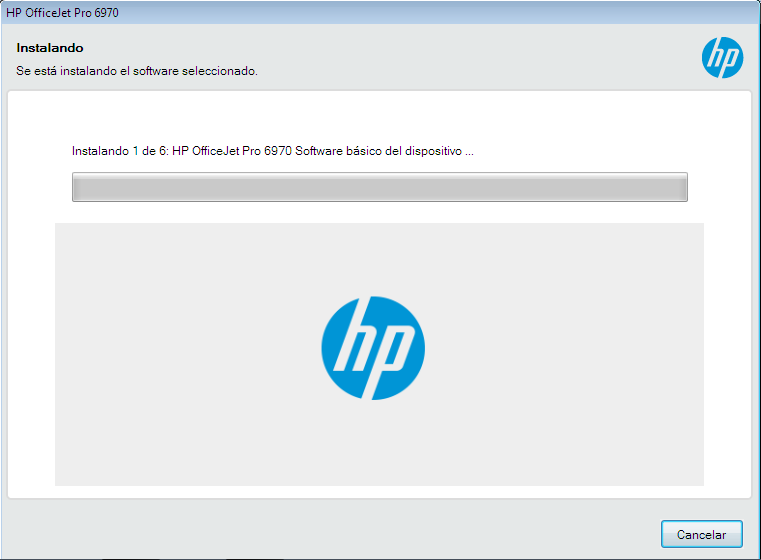 HP OfficeJet Pro 6970
Instalando
Se está instalando el software seleccionado.
hp
Instalando 1 de 6: HP OfficeJet Pro 6970 Software básico del dispositivo ...
hp
Cancelar